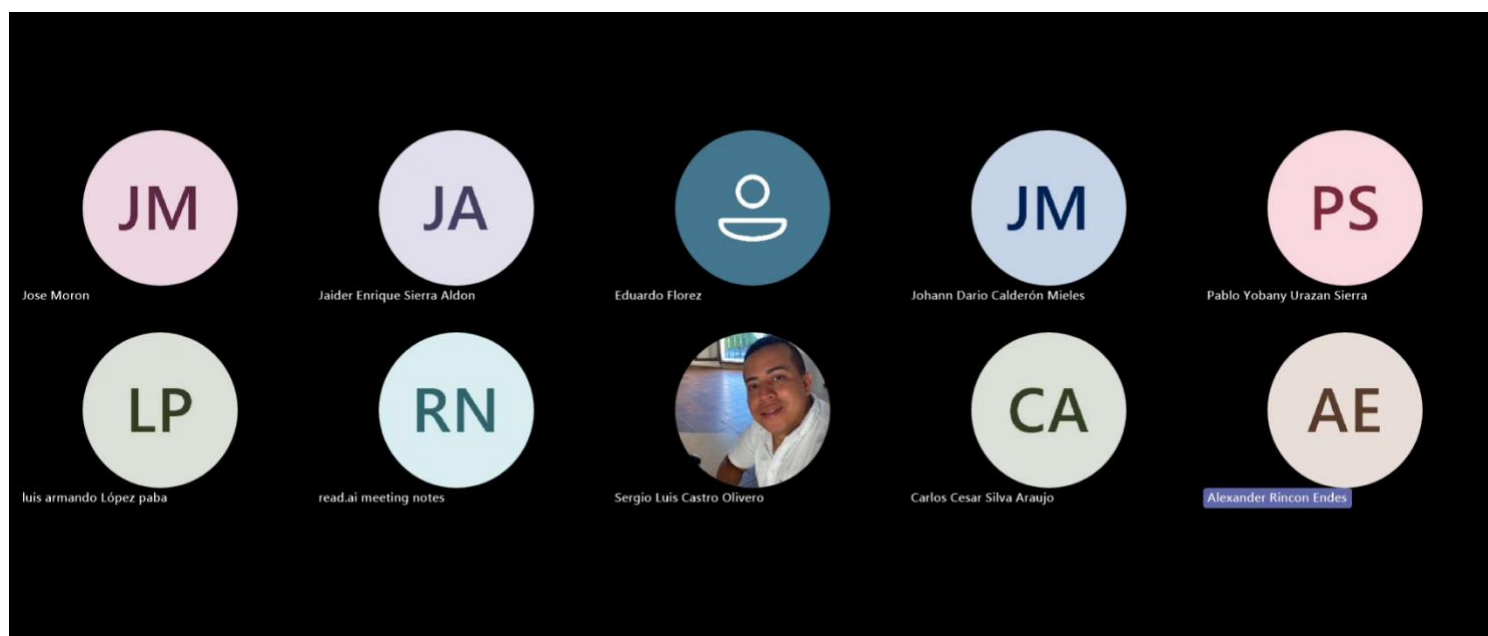 JM
JA
JM
PS
Jose Moron
Jaider Enrique Sierra Aldon
Eduardo Florez
Johann Dario Calderón Mieles
Pablo Yobany Urazan Sierra
LP
RN
CA
AE
luis armando López paba
read.ai meeting notes
Sergio Luis Castro Olivero
Carlos Cesar Silva Araujo
Alexander Rincon Endes